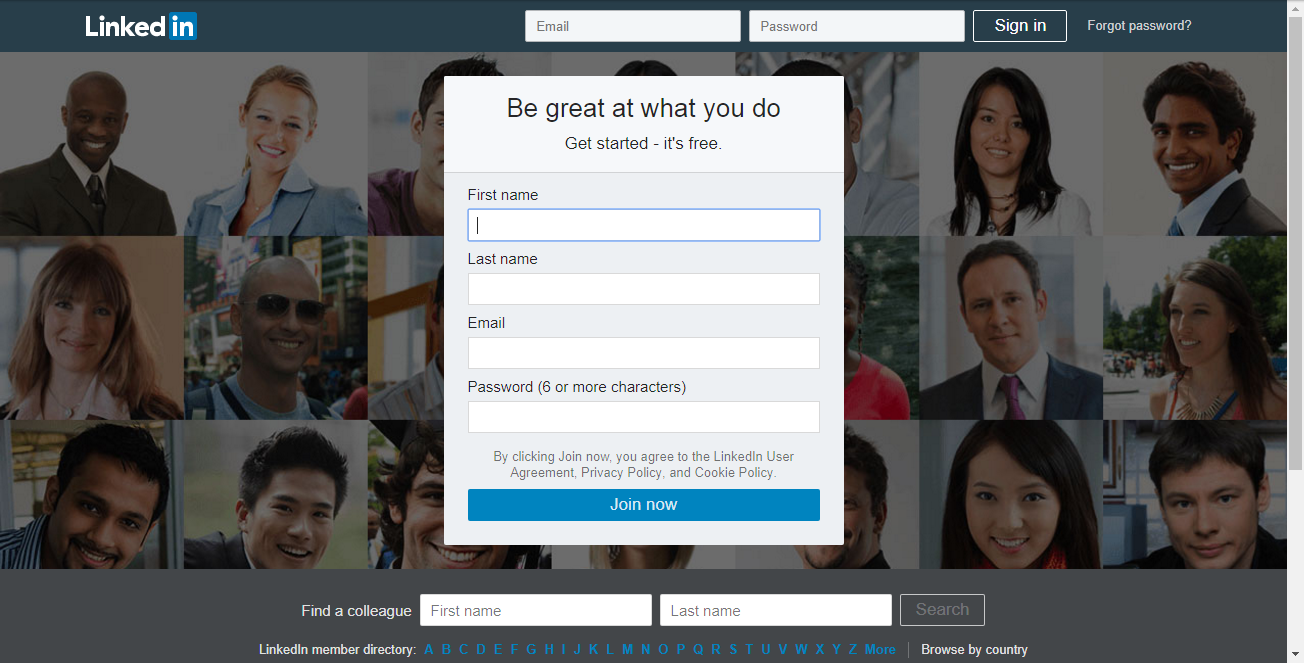 Linked in Email Password Sign in Forgot password?
Be great at what you do
Get started - it's free.
First name
Last name
Email
Password (6 or more characters)
By clicking Join now, you agree to the LinkedIn User
Agreement, Privacy Policy, and Cookie Policy.
Join now
Find a colleague First name Last name Search
LinkedIn member directory: A B C D E F G H I J K L M N O P Q R S T U V W X Y Z More Browse by country